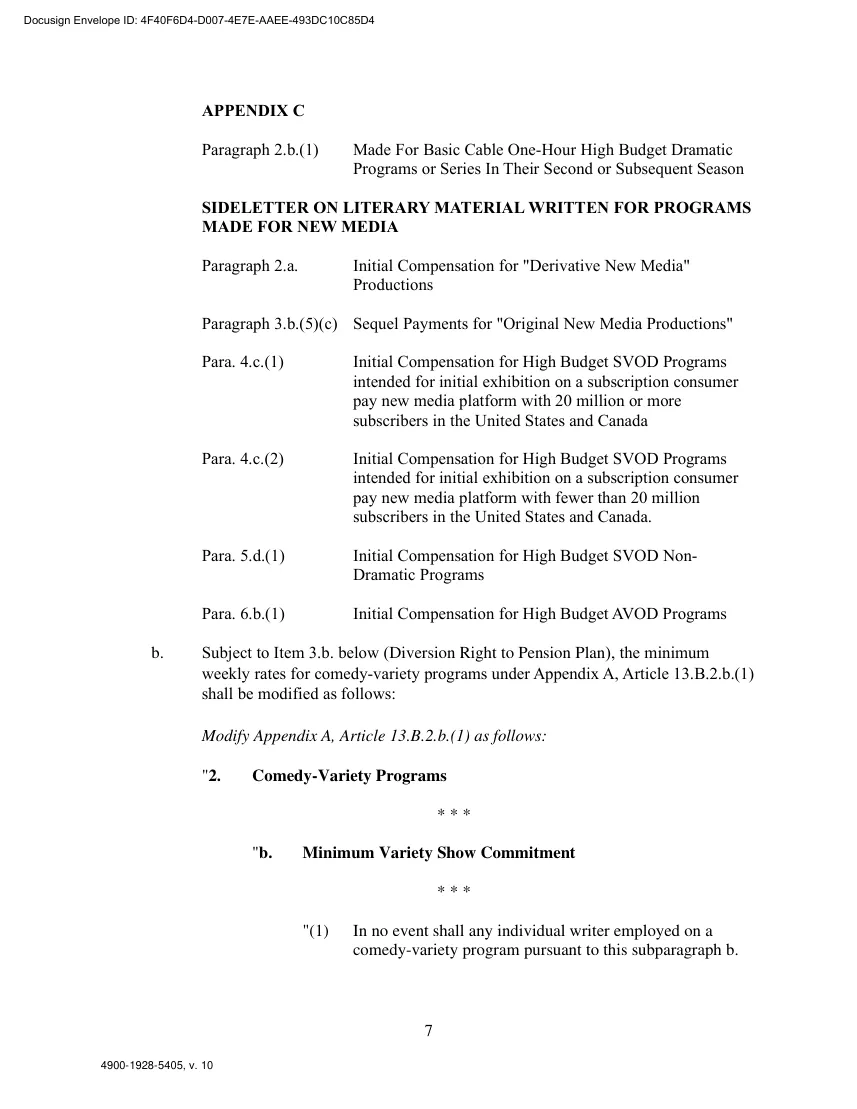 Docusign Envelope ID: 4F40F6D4-D007-4E7E-AAEE-493DC10C85D4
APPENDIX C
Paragraph 2.b.(1) Made For Basic Cable One-Hour High Budget Dramatic
Programs or Series In Their Second or Subsequent Season
SIDELETTER ON LITERARY MATERIAL WRITTEN FOR PROGRAMS
MADE FOR NEW MEDIA
Paragraph 2.a. Initial Compensation for "Derivative New Media"
Productions
Paragraph 3.b.(5)(c) Sequel Payments for "Original New Media Productions"
Para. 4.c.(1) Initial Compensation for High Budget SVOD Programs
intended for initial exhibition on a subscription consumer
pay new media platform with 20 million or more
subscribers in the United States and Canada
Para. 4.c.(2) Initial Compensation for High Budget SVOD Programs
intended for initial exhibition on a subscription consumer
pay new media platform with fewer than 20 million
subscribers in the United States and Canada.
Para. 5.d.(1) Initial Compensation for High Budget SVOD Non-
Dramatic Programs
Para. 6.b.(1) Initial Compensation for High Budget AVOD Programs
b. Subject to Item 3.b. below (Diversion Right to Pension Plan), the minimum
weekly rates for comedy-variety programs under Appendix A, Article 13.B.2.b.(1)
shall be modified as follows:
Modify Appendix A, Article 13.B.2.b.(1) as follows:
"2. Comedy-Variety Programs
* * *
"b. Minimum Variety Show Commitment
* * *
"(1) In no event shall any individual writer employed on a
comedy-variety program pursuant to this subparagraph b.
7
4900-1928-5405, v. 10